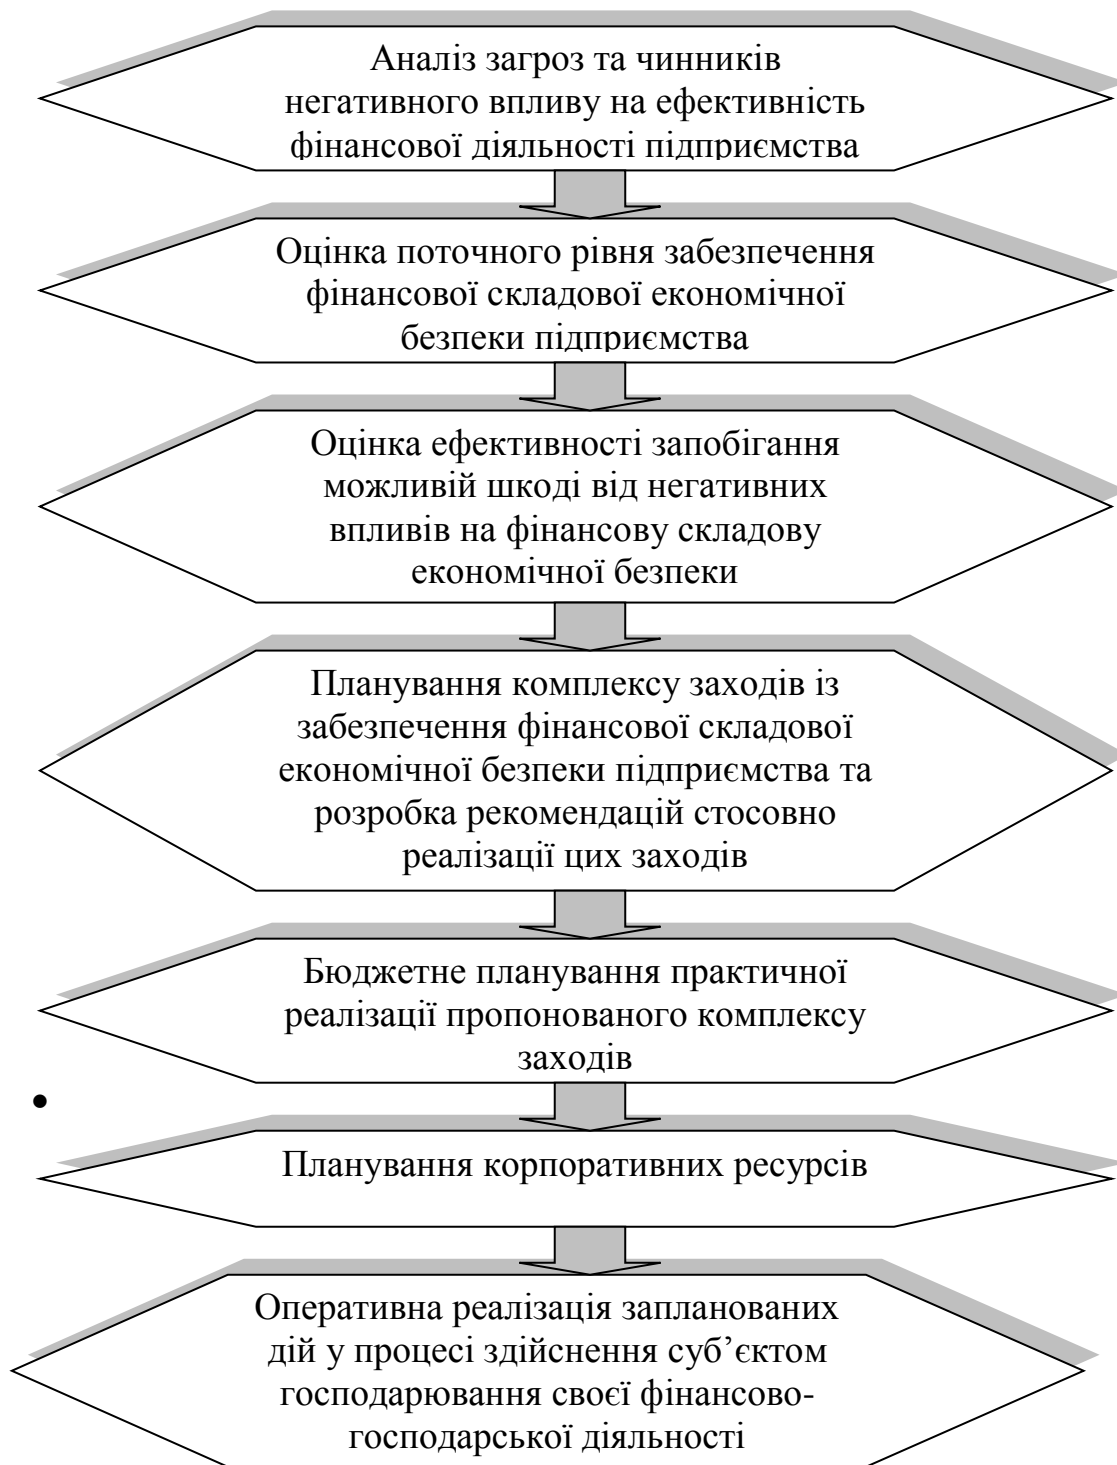 Аналіз загроз та чинників
негативного впливу на ефективність
фінансової діяльності підприємства
Оцінка поточного рівня забезпечення
фінансової складової економічної
безпеки підприємства
Оцінка ефективності запобігання
можливій шкоді від негативних
впливів на фінансову складову
економічної безпеки
Планування комплексу заходів із
забезпечення фінансової складової
економічної безпеки підприємства та
розробка рекомендацій стосовно
реалізації цих заходів
Бюджетне планування практичної
реалізації пропонованого комплексу
заходів
•
Планування корпоративних ресурсів
Оперативна реалізація запланованих
дій у процесі здійснення суб’єктом
господарювання своєї фінансово-
господарської діяльності